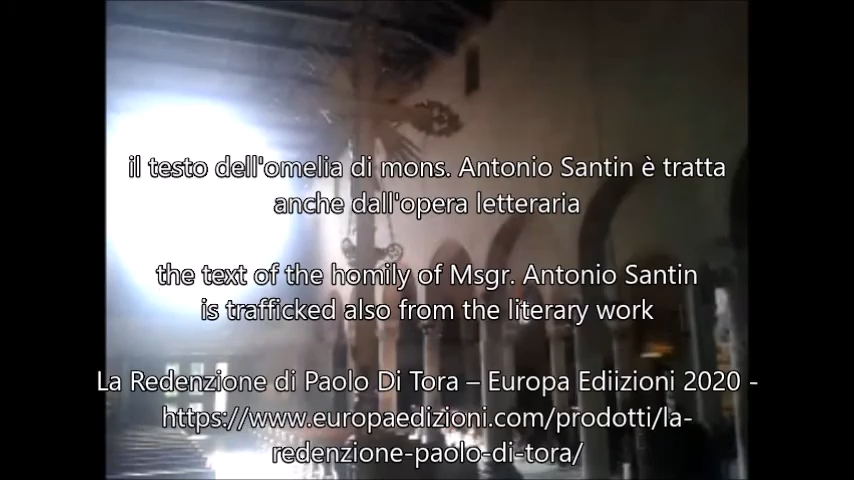 il testo dell'omelia di mons. Antonio Santin è tratta
anche dall'opera letteraria
the text of the homily of Msgr. Antonio Santin
is trafficked also from the literary work
La Redenzione di Paolo Di Tora – Europa Ediizioni 2020 -
https://www.europaedizioni.com/prodotti/la-
redenzione-paolo-di-tora/